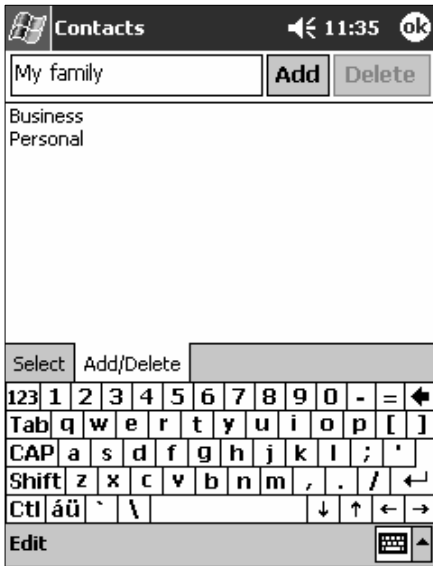 Contacts 11:35 ok
My family Add Delete
Business
Personal
Select Add/Delete
123 1 2 3 4 5 6 7 8 9 0 - =
Tab q w e r t y u i o p [ ]
CAP a s d f g h j k l ; '
Shift z x c v b n m , . /
Ctl áü ` \
Edit